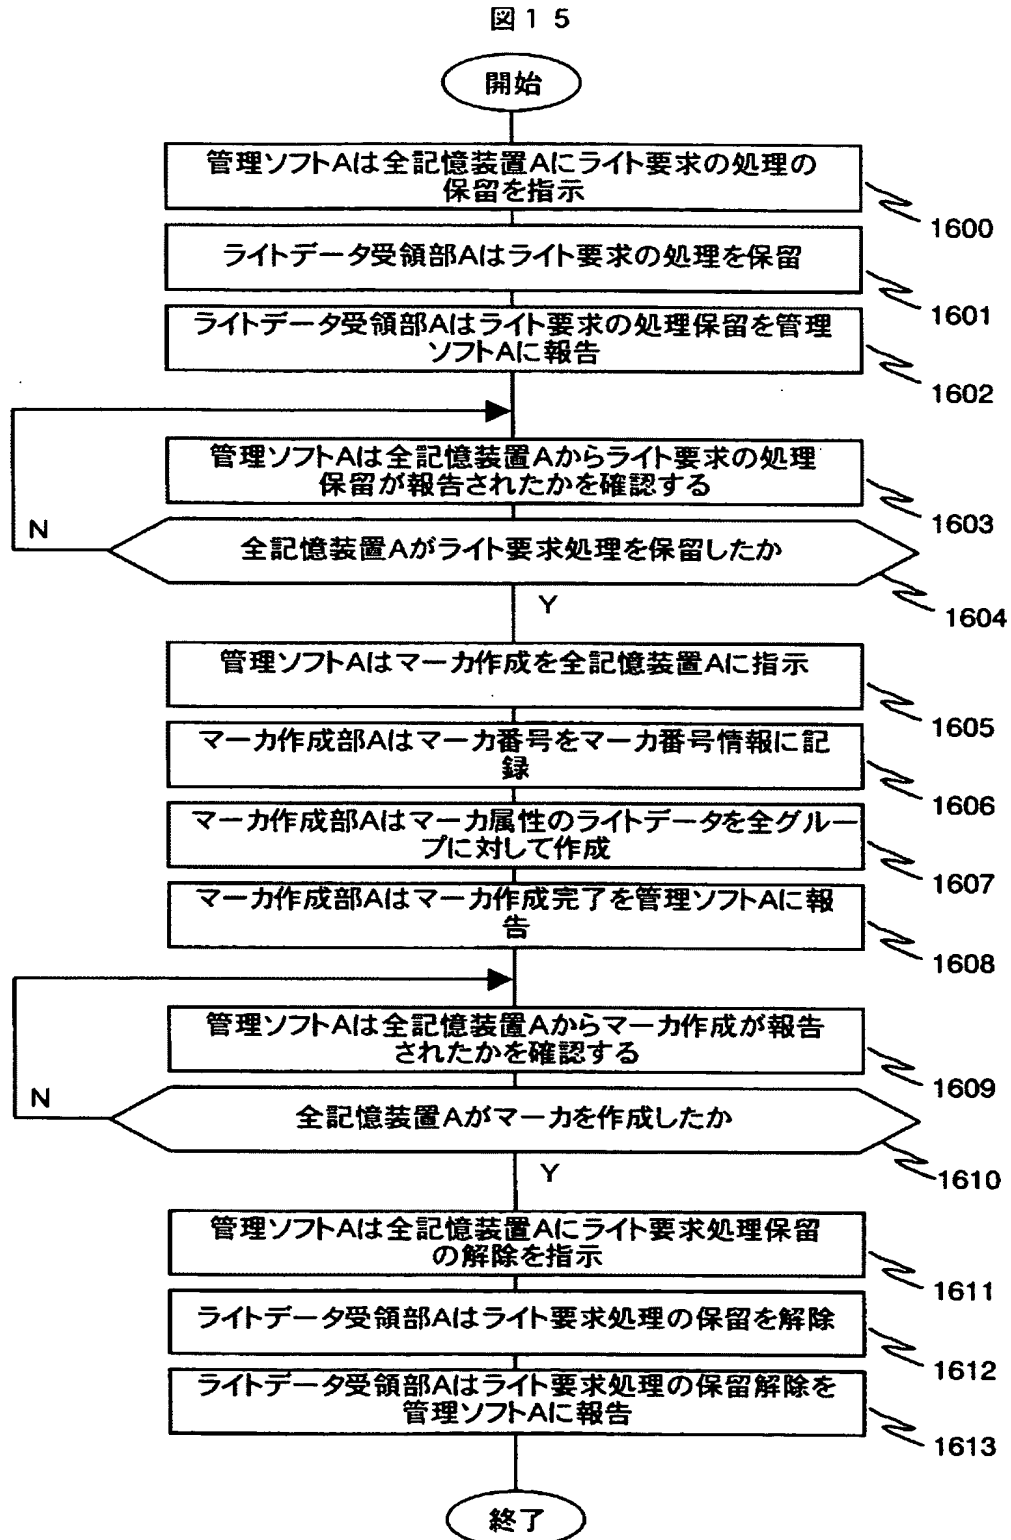 図15
開始
管理ソフトAは全記憶装置Aにライト要求の処理の
保留を指示
1600
ライトデータ受領部Aはライト要求の処理を保留
1601
ライトデータ受領部Aはライト要求の処理保留を管理
ソフトAに報告
1602
管理ソフトAは全記憶装置Aからライト要求の処理
保留が報告されたかを確認する
1603
N
全記憶装置Aがライト要求処理を保留したか
1604
Y
管理ソフトAはマーカ作成を全記憶装置Aに指示
1605
マーカ作成部Aはマーカ番号をマーカ番号情報に記
録
1606
マーカ作成部Aはマーカ属性のライトデータを全グルー
プに対して作成
1607
マーカ作成部Aはマーカ作成完了を管理ソフトAに報
告
1608
管理ソフトAは全記憶装置Aからマーカ作成が報告
されたかを確認する
1609
N
全記憶装置Aがマーカを作成したか
1610
Y
管理ソフトAは全記憶装置Aにライト要求処理保留
の解除を指示
1611
ライトデータ受領部Aはライト要求処理の保留を解除
1612
ライトデータ受領部Aはライト要求処理の保留解除を
管理ソフトAに報告
1613
終了